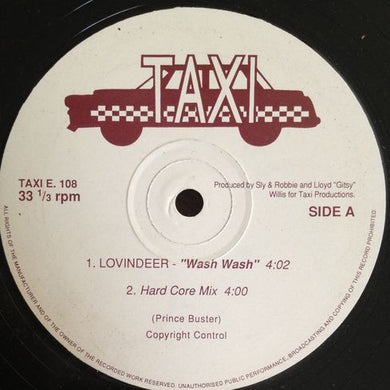 TAXI
TAXI E. 108
33 1/3 rpm
Produced by Sly & Robbie and Lloyd "Gitsy"
Willis for Taxi Productions.
SIDE A
1. LOVINDEER - "Wash Wash" 4:02
2. Hard Core Mix 4:00
(Prince Buster)
Copyright Control
ALL RIGHTS OF THE MANUFACTURER AND OF THE OWNER OF THE RECORDED WORK RESERVED. UNAUTHORISED PUBLIC PERFORMANCE, BROADCASTING AND COPYING OF THIS RECORD PROHIBITED